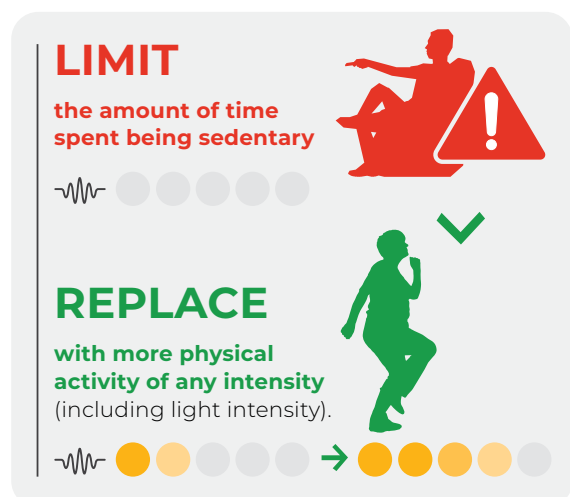 LIMIT
the amount of time
spent being sedentary
!
REPLACE
with more physical
activity of any intensity
(including light intensity).